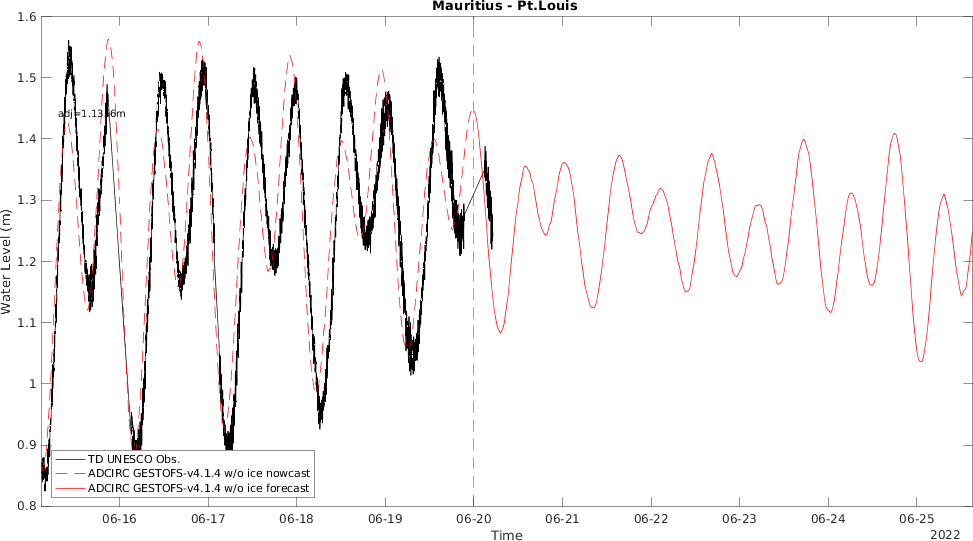 Mauritius - Pt.Louis
1.6
1.5
1.4
1.3
1.2
1.1
1
0.9
0.8
Water Level (m)
adj=1.1336m
TD UNESCO Obs.
ADCIRC GESTOFS-v4.1.4 w/o ice nowcast
ADCIRC GESTOFS-v4.1.4 w/o ice forecast
06-16 06-17 06-18 06-19 06-20 06-21 06-22 06-23 06-24 06-25
Time
2022